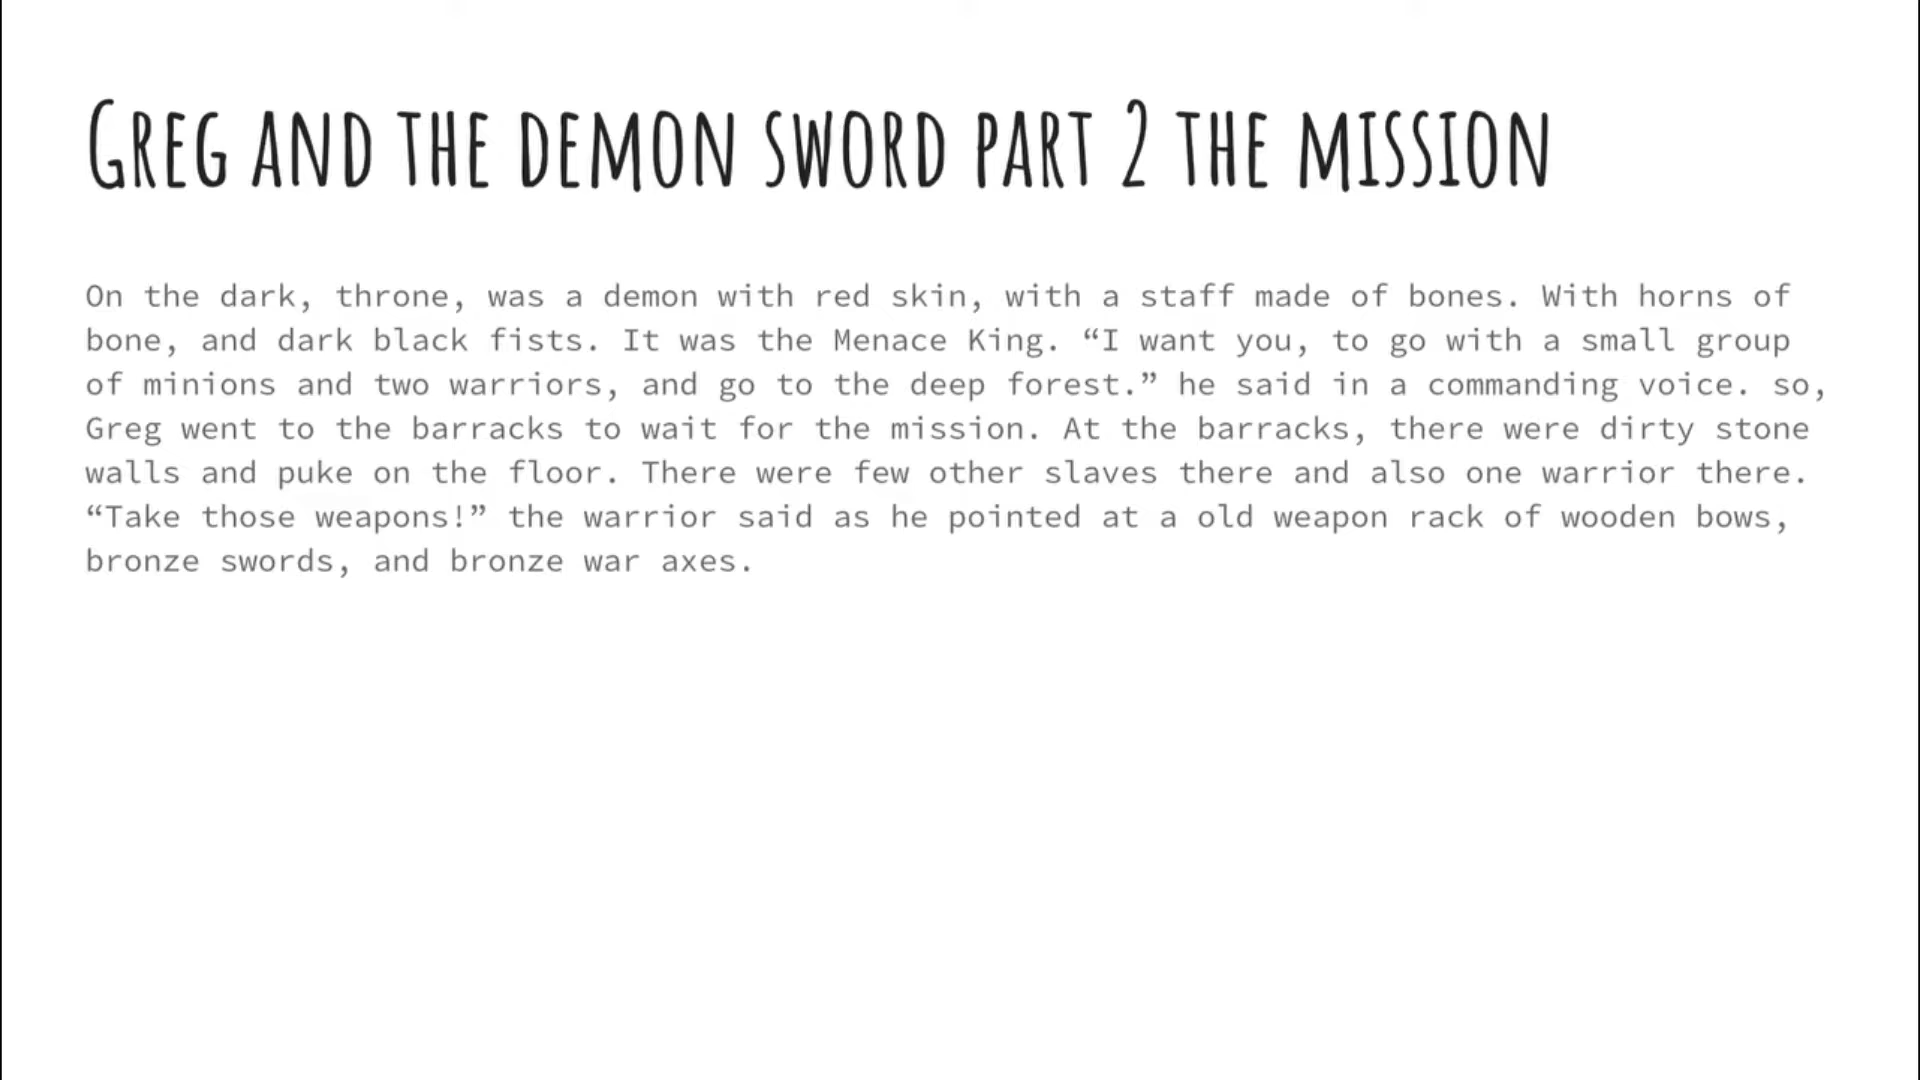 Greg and the demon sword part 2 the mission
On the dark, throne, was a demon with red skin, with a staff made of bones. With horns of
bone, and dark black fists. It was the Menace King. “I want you, to go with a small group
of minions and two warriors, and go to the deep forest.” he said in a commanding voice. so,
Greg went to the barracks to wait for the mission. At the barracks, there were dirty stone
walls and puke on the floor. There were few other slaves there and also one warrior there.
“Take those weapons!” the warrior said as he pointed at a old weapon rack of wooden bows,
bronze swords, and bronze war axes.